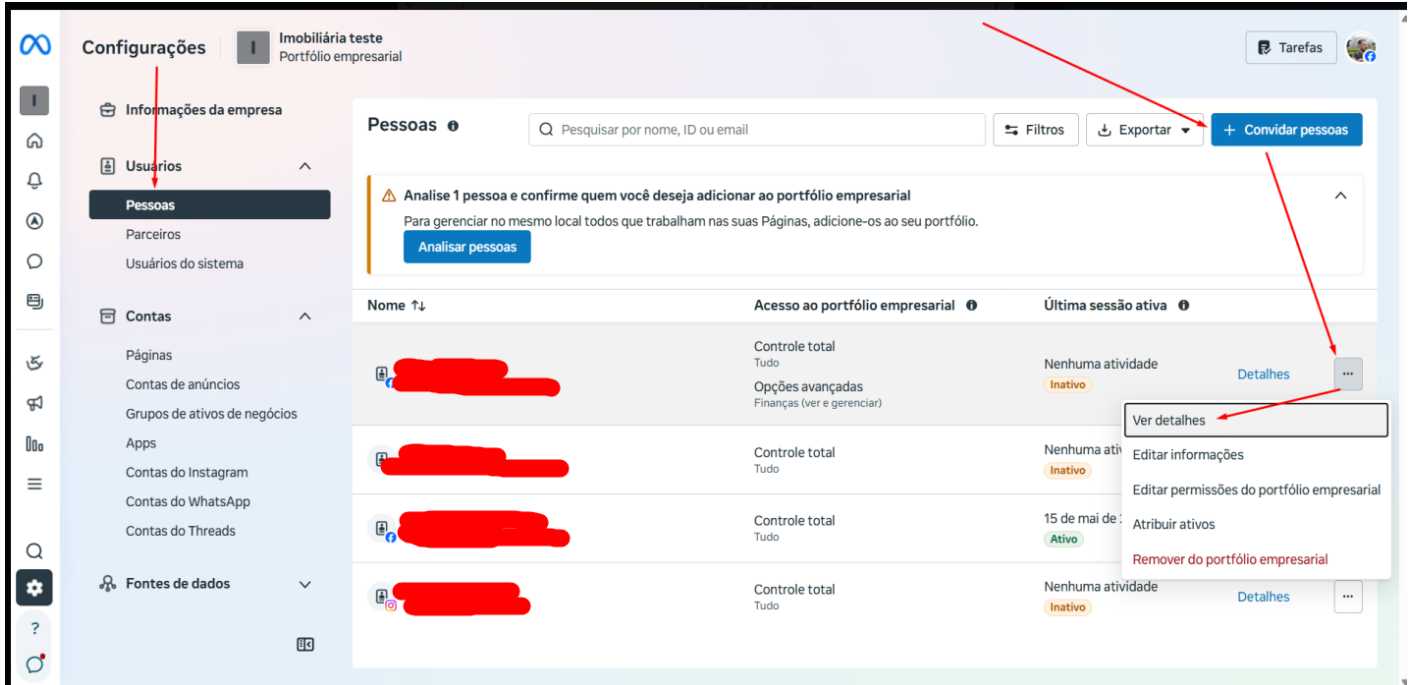 Configurações
I
Imobiliária teste
Portfólio empresarial
Tarefas
I
Informações da empresa
Usuários
Pessoas
Parceiros
Usuários do sistema
Contas
Páginas
Contas de anúncios
Grupos de ativos de negócios
Apps
Contas do Instagram
Contas do WhatsApp
Contas do Threads
Fontes de dados
?
Pessoas
Pesquisar por nome, ID ou email
Filtros
Exportar
+ Convidar pessoas
Analise 1 pessoa e confirme quem você deseja adicionar ao portfólio empresarial
Para gerenciar no mesmo local todos que trabalham nas suas Páginas, adicione-os ao seu portfólio.
Analisar pessoas
Nome ↑↓ Acesso ao portfólio empresarial Última sessão ativa
Controle total
Tudo
Opções avançadas
Finanças (ver e gerenciar)
Nenhuma atividade
Inativo
Detalhes
...
Controle total
Tudo
Nenhuma
Inativo
Controle total
Tudo
15 de mai de
Ativo
Controle total
Tudo
Nenhuma atividade
Inativo
Detalhes
...
Ver detalhes
Editar informações
Editar permissões do portfólio empresarial
Atribuir ativos
Remover do portfólio empresarial